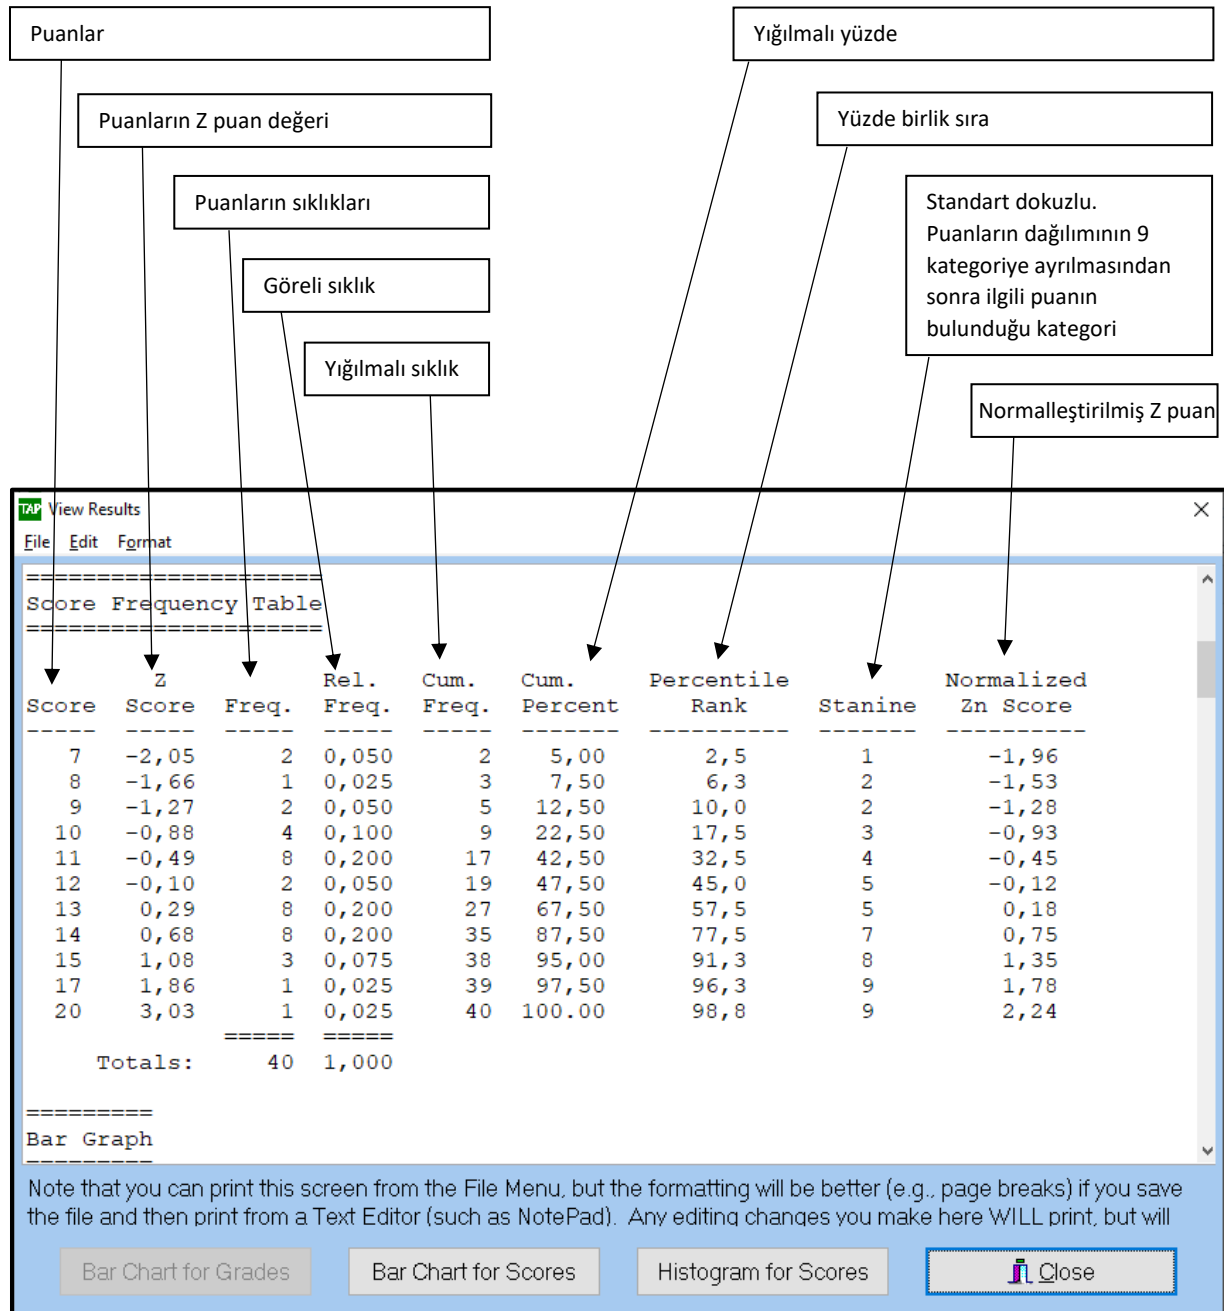 Puanlar
Yığılmalı yüzde
Puanların Z puan değeri
Yüzde birlik sıra
Puanların sıklıkları
Standart dokuzlu.
Puanların dağılımının 9
kategoriye ayrılmasından
sonra ilgili puanın
bulunduğu kategori
Göreli sıklık
Yığılmalı sıklık
Normalleştirilmiş Z puan
TAP View Results
File Edit Format
=====================
Score Frequency Table
=====================
Z Rel. Cum. Cum. Percentile Normalized
Score Score Freq. Freq. Freq. Percent Rank Stanine Zn Score
----- ----- ----- ----- ----- ------- ---------- ------- ----------
7 -2,05 2 0,050 2 5,00 2,5 1 -1,96
8 -1,66 1 0,025 3 7,50 6,3 2 -1,53
9 -1,27 2 0,050 5 12,50 10,0 2 -1,28
10 -0,88 4 0,100 9 22,50 17,5 3 -0,93
11 -0,49 8 0,200 17 42,50 32,5 4 -0,45
12 -0,10 2 0,050 19 47,50 45,0 5 -0,12
13 0,29 8 0,200 27 67,50 57,5 5 0,18
14 0,68 8 0,200 35 87,50 77,5 7 0,75
15 1,08 3 0,075 38 95,00 91,3 8 1,35
17 1,86 1 0,025 39 97,50 96,3 9 1,78
20 3,03 1 0,025 40 100.00 98,8 9 2,24
===== =====
Totals: 40 1,000
=========
Bar Graph
=========
Note that you can print this screen from the File Menu, but the formatting will be better (e.g., page breaks) if you save
the file and then print from a Text Editor (such as NotePad). Any editing changes you make here WILL print, but will
Bar Chart for Grades
Bar Chart for Scores
Histogram for Scores
Close